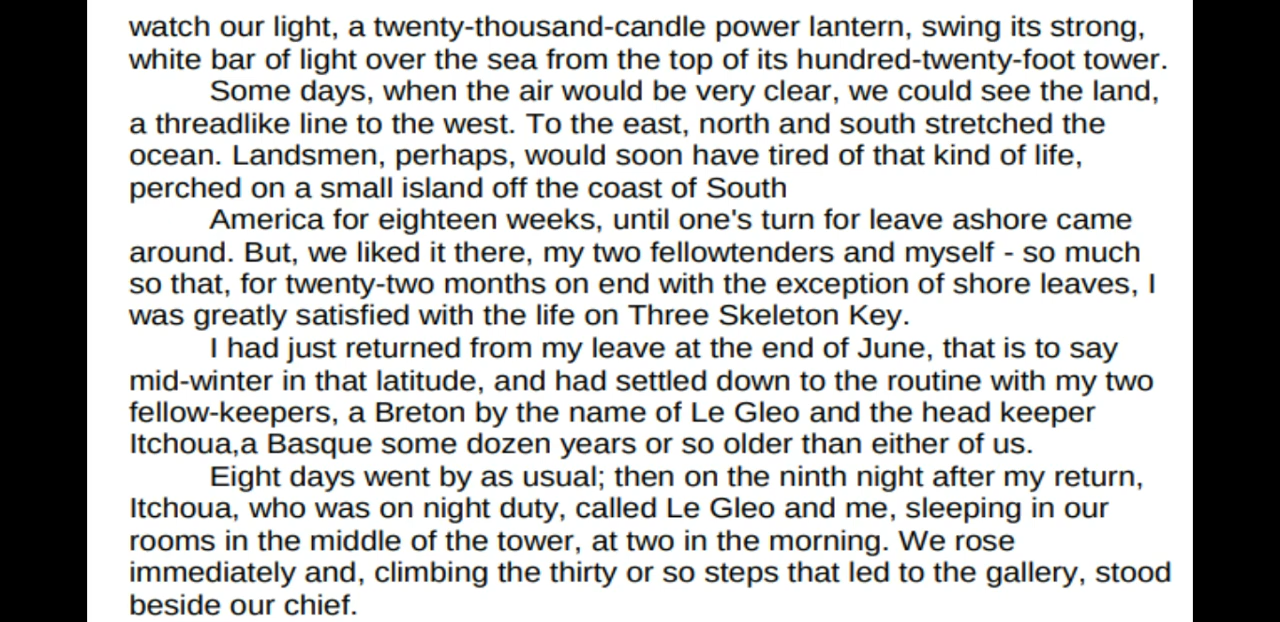 watch our light, a twenty-thousand-candle power lantern, swing its strong,
white bar of light over the sea from the top of its hundred-twenty-foot tower.
Some days, when the air would be very clear, we could see the land,
a threadlike line to the west. To the east, north and south stretched the
ocean. Landsmen, perhaps, would soon have tired of that kind of life,
perched on a small island off the coast of South
America for eighteen weeks, until one's turn for leave ashore came
around. But, we liked it there, my two fellowtenders and myself - so much
so that, for twenty-two months on end with the exception of shore leaves, I
was greatly satisfied with the life on Three Skeleton Key.
I had just returned from my leave at the end of June, that is to say
mid-winter in that latitude, and had settled down to the routine with my two
fellow-keepers, a Breton by the name of Le Gleo and the head keeper
Itchoua,a Basque some dozen years or so older than either of us.
Eight days went by as usual; then on the ninth night after my return,
Itchoua, who was on night duty, called Le Gleo and me, sleeping in our
rooms in the middle of the tower, at two in the morning. We rose
immediately and, climbing the thirty or so steps that led to the gallery, stood
beside our chief.